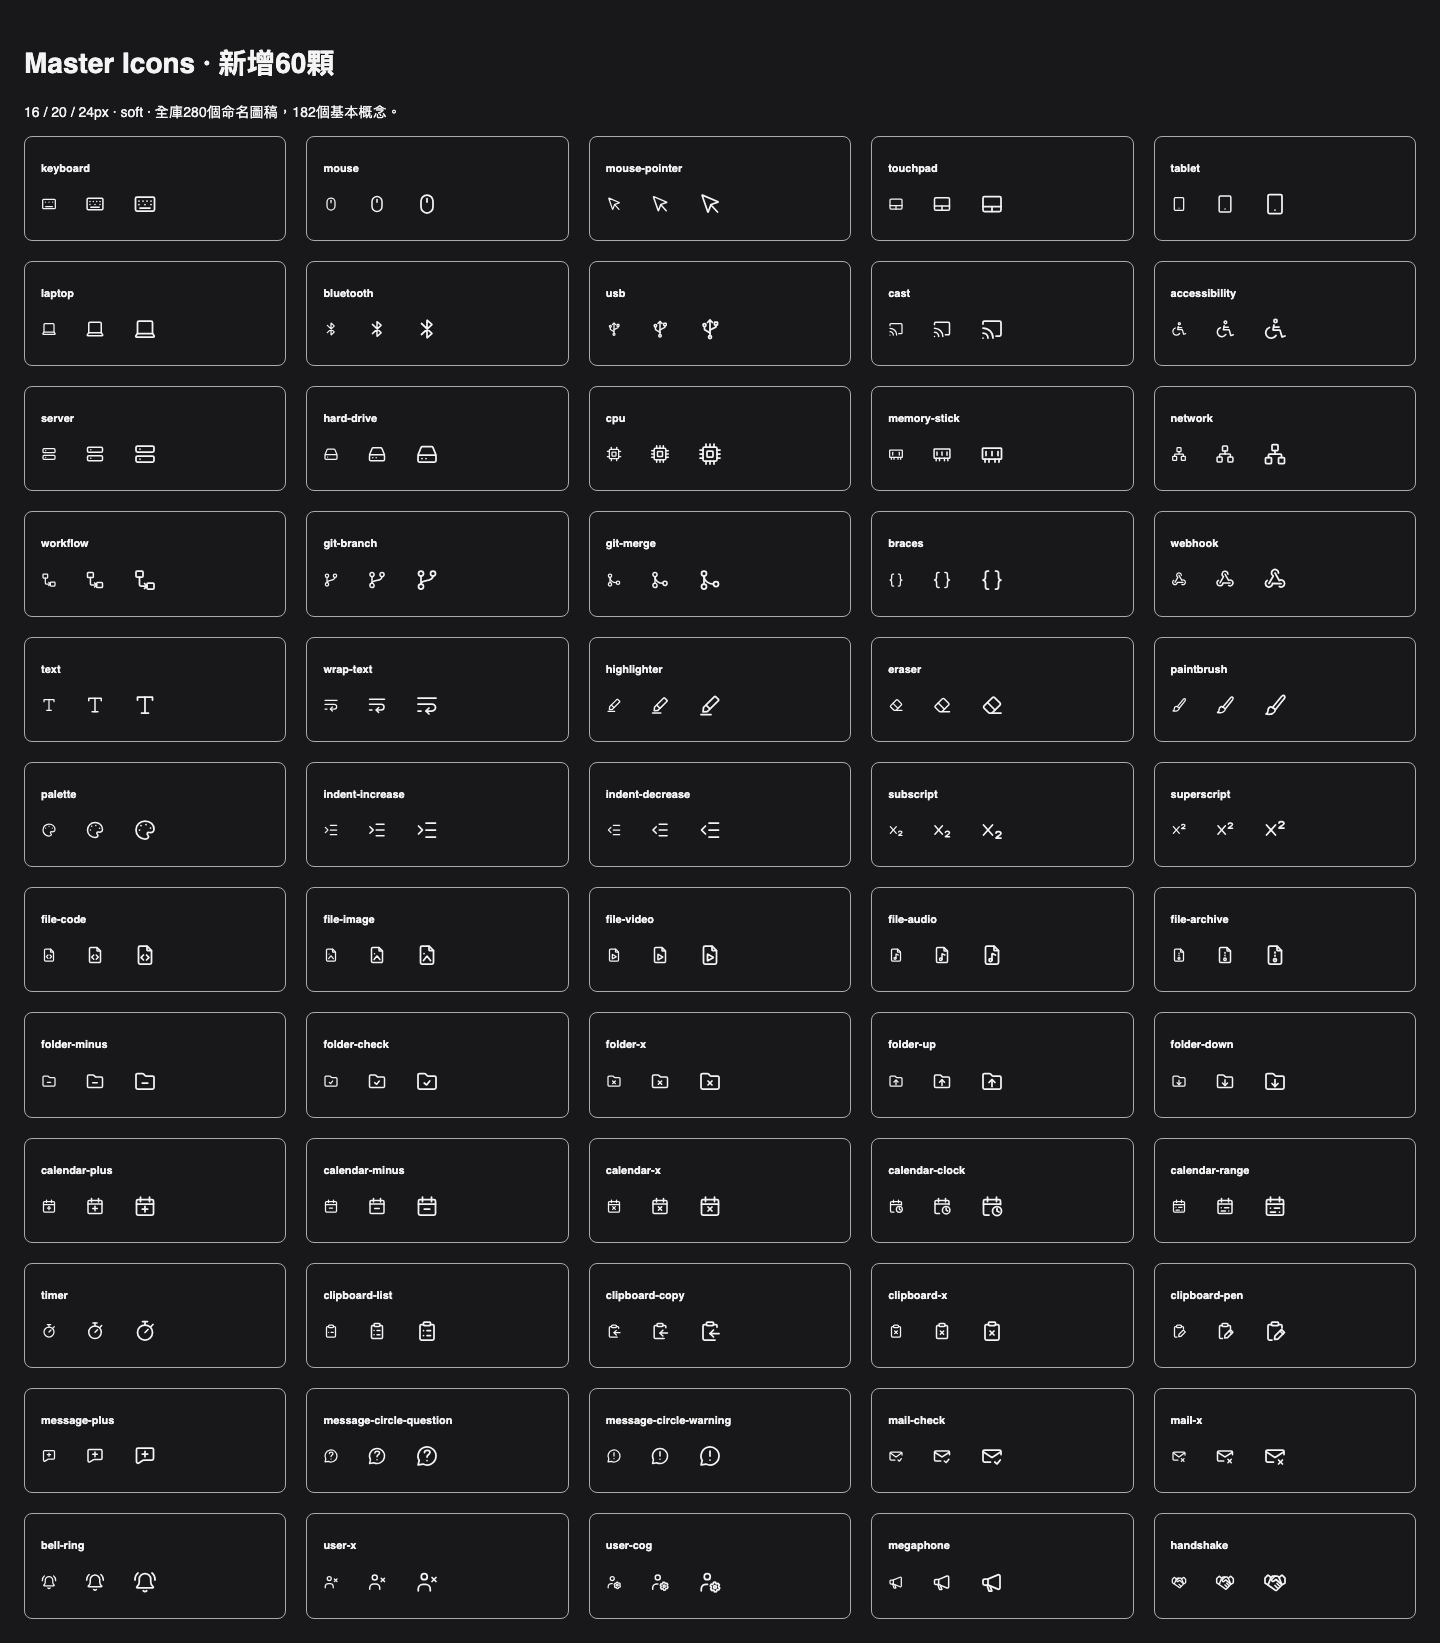 Master Icons · 新增60顆
16 / 20 / 24px · soft · 全庫280個命名圖稿，182個基本概念。
keyboard
mouse
mouse-pointer
touchpad
tablet
laptop
bluetooth
usb
cast
accessibility
server
hard-drive
cpu
memory-stick
network
workflow
git-branch
git-merge
braces
webhook
text
wrap-text
highlighter
eraser
paintbrush
palette
indent-increase
indent-decrease
subscript
superscript
file-code
file-image
file-video
file-audio
file-archive
folder-minus
folder-check
folder-x
folder-up
folder-down
calendar-plus
calendar-minus
calendar-x
calendar-clock
calendar-range
timer
clipboard-list
clipboard-copy
clipboard-x
clipboard-pen
message-plus
message-circle-question
message-circle-warning
mail-check
mail-x
bell-ring
user-x
user-cog
megaphone
handshake